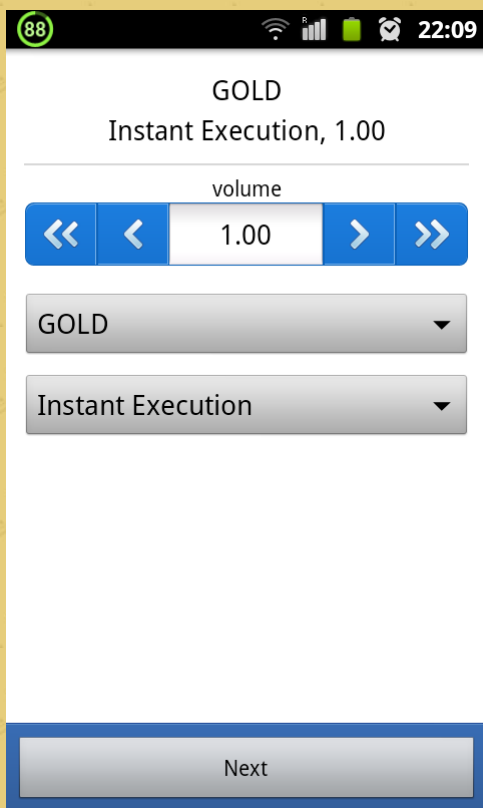 88
R
22:09
GOLD
Instant Execution, 1.00
volume
1.00
GOLD
Instant Execution
Next